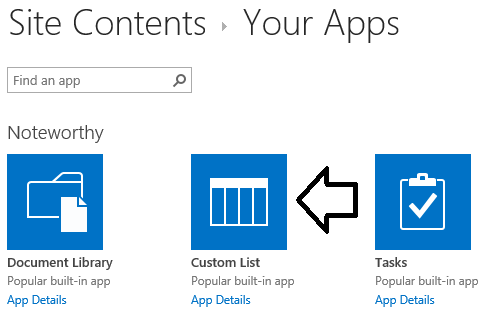 Site Contents › Your Apps
Find an app
Noteworthy
Document Library
Popular built-in app
App Details
Custom List
Popular built-in app
App Details
Tasks
Popular built-in app
App Details